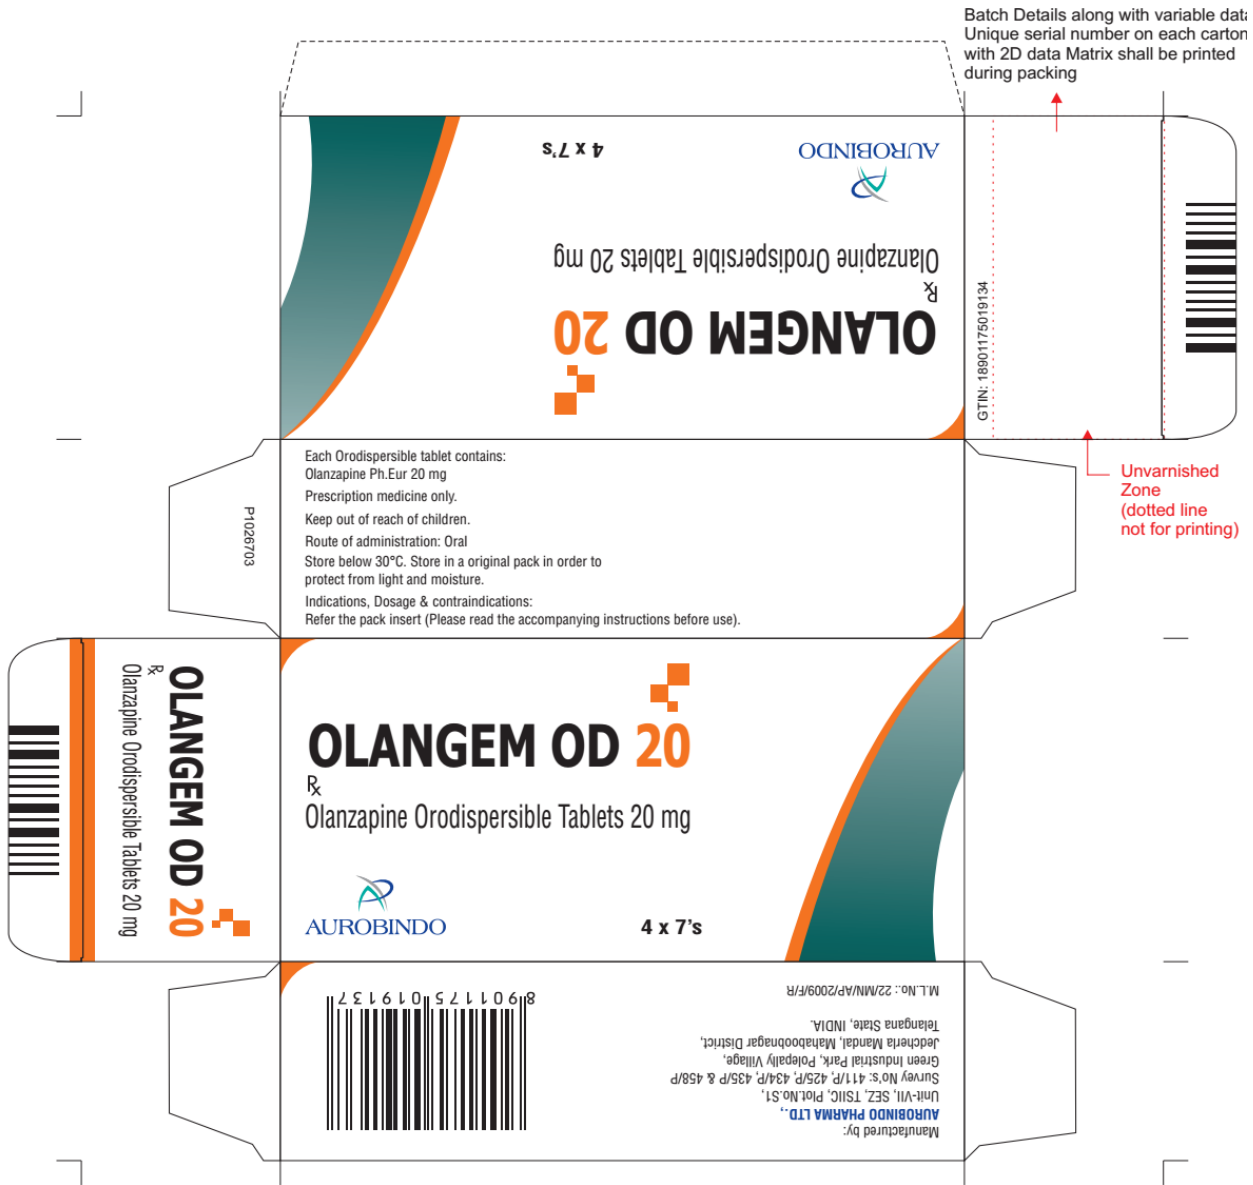 Batch Details along with variable data
Unique serial number on each carton
with 2D data Matrix shall be printed
during packing
4 x 7's
AUROBINDO
Olanzapine Orodispersible Tablets 20 mg
Rx
OLANGEM OD 20
GTIN: 18901175019134
Unvarnished
Zone
(dotted line
not for printing)
Each Orodispersible tablet contains:
Olanzapine Ph.Eur 20 mg
Prescription medicine only.
Keep out of reach of children.
Route of administration: Oral
Store below 30°C. Store in a original pack in order to
protect from light and moisture.
Indications, Dosage & contraindications:
Refer the pack insert (Please read the accompanying instructions before use).
P1026703
OLANGEM OD 20
Rx
Olanzapine Orodispersible Tablets 20 mg
OLANGEM OD 20
Rx
Olanzapine Orodispersible Tablets 20 mg
AUROBINDO
4 x 7's
8901175019137
Manufactured by:
AUROBINDO PHARMA LTD.,
Unit-VII, SEZ, TSIIC, Plot.No.S1,
Survey No's: 411/P, 425/P, 434/P, 435/P & 458/P
Green Industrial Park, Polepally Village,
Jedcherla Mandal, Mahaboobnagar District,
Telangana State, INDIA.
M.L.No.: 22/MN/AP/2009/F/R